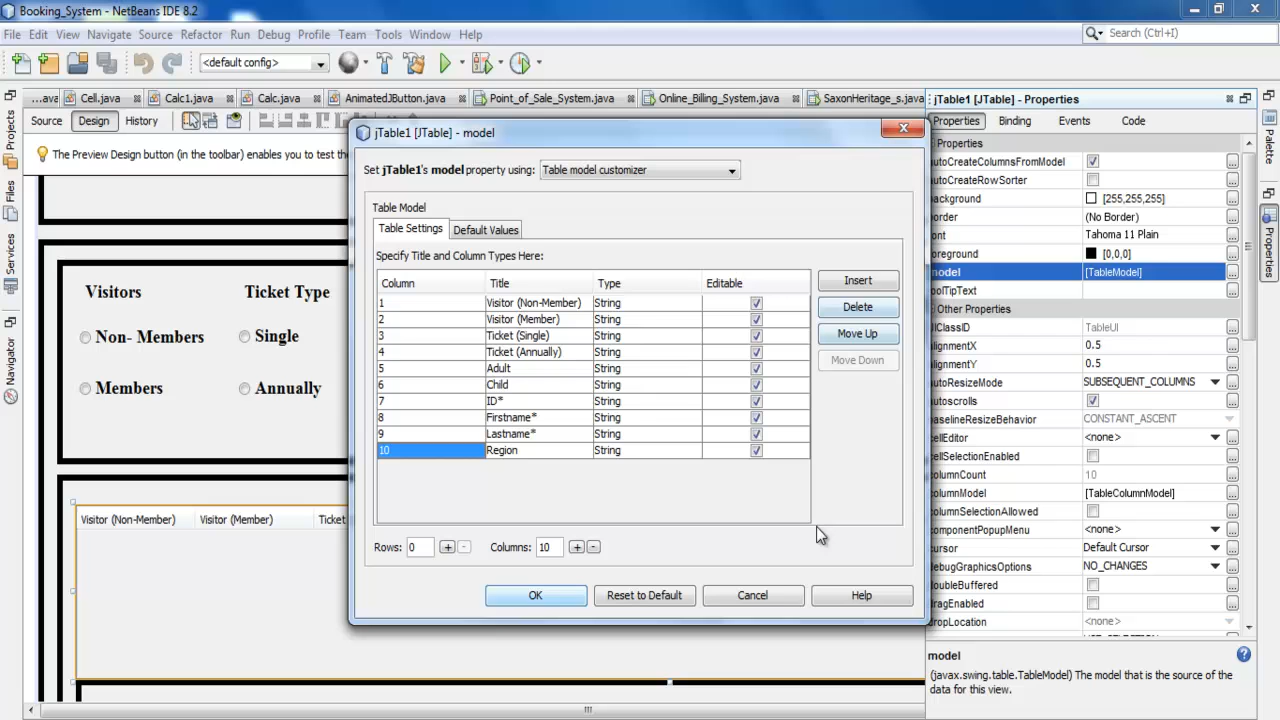 Booking_System - NetBeans IDE 8.2
File Edit View Navigate Source Refactor Run Debug Profile Team Tools Window Help
Search (Ctrl+I)
<default config>
...ava Cell.java Calc1.java Calc.java AnimatedJButton.java Point_of_Sale_System.java Online_Billing_System.java SaxonHeritage_s.java
jTable1 [JTable] - Properties
Source Design History
Properties Binding Events Code
The Preview Design button (in the toolbar) enables you to test the
Projects
Files
Services
Navigator
Palette
Properties
Visitors Ticket Type
Non- Members Single
Members Annually
Visitor (Non-Member) Visitor (Member) Ticket
jTable1 [JTable] - model
Set jTable1's model property using: Table model customizer
Table Model
Table Settings Default Values
Specify Title and Column Types Here:
Column Title Type Editable
1 Visitor (Non-Member) String
2 Visitor (Member) String
3 Ticket (Single) String
4 Ticket (Annually) String
5 Adult String
6 Child String
7 ID* String
8 Firstname* String
9 Lastname* String
10 Region String
Insert
Delete
Move Up
Move Down
Rows: 0 + - Columns: 10 + -
OK Reset to Default Cancel Help
Properties
autoCreateColumnsFromModel
autoCreateRowSorter
background [255,255,255]
border (No Border)
font Tahoma 11 Plain
foreground [0,0,0]
model [TableModel]
toolTipText
Other Properties
UIClassID TableUI
alignmentX 0.5
alignmentY 0.5
autoResizeMode SUBSEQUENT_COLUMNS
autoscrolls
baselineResizeBehavior CONSTANT_ASCENT
cellEditor <none>
cellSelectionEnabled
columnCount 10
columnModel [TableColumnModel]
columnSelectionAllowed
componentPopupMenu <none>
cursor Default Cursor
debugGraphicsOptions NO_CHANGES
doubleBuffered
dragEnabled
dropLocation <none>
model
(javax.swing.table.TableModel) The model that is the source of the
data for this view.